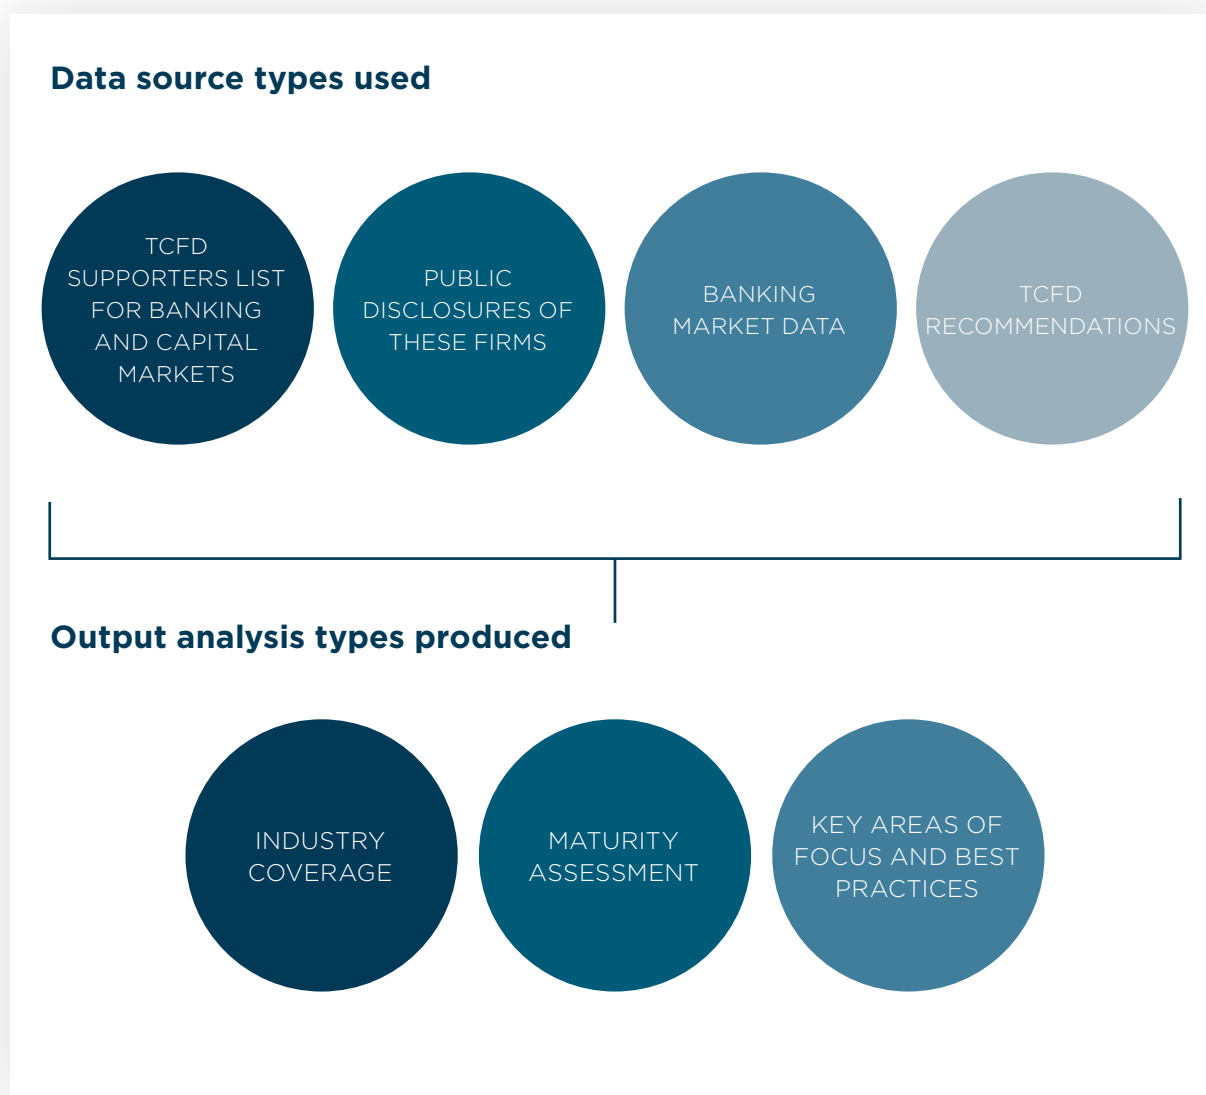 Data source types used
TCFD
SUPPORTERS LIST
FOR BANKING
AND CAPITAL
MARKETS
PUBLIC
DISCLOSURES OF
THESE FIRMS
BANKING
MARKET DATA
TCFD
RECOMMENDATIONS
Output analysis types produced
INDUSTRY
COVERAGE
MATURITY
ASSESSMENT
KEY AREAS OF
FOCUS AND BEST
PRACTICES